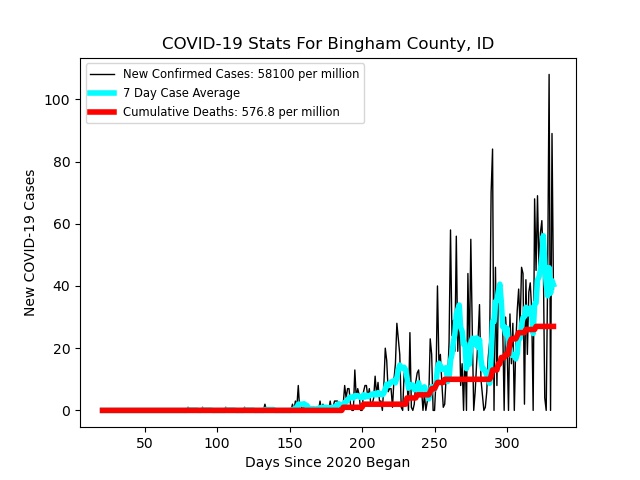 COVID-19 Stats For Bingham County, ID
New Confirmed Cases: 58100 per million
7 Day Case Average
Cumulative Deaths: 576.8 per million
New COVID-19 Cases
100
80
60
40
20
0
50 100 150 200 250 300
Days Since 2020 Began